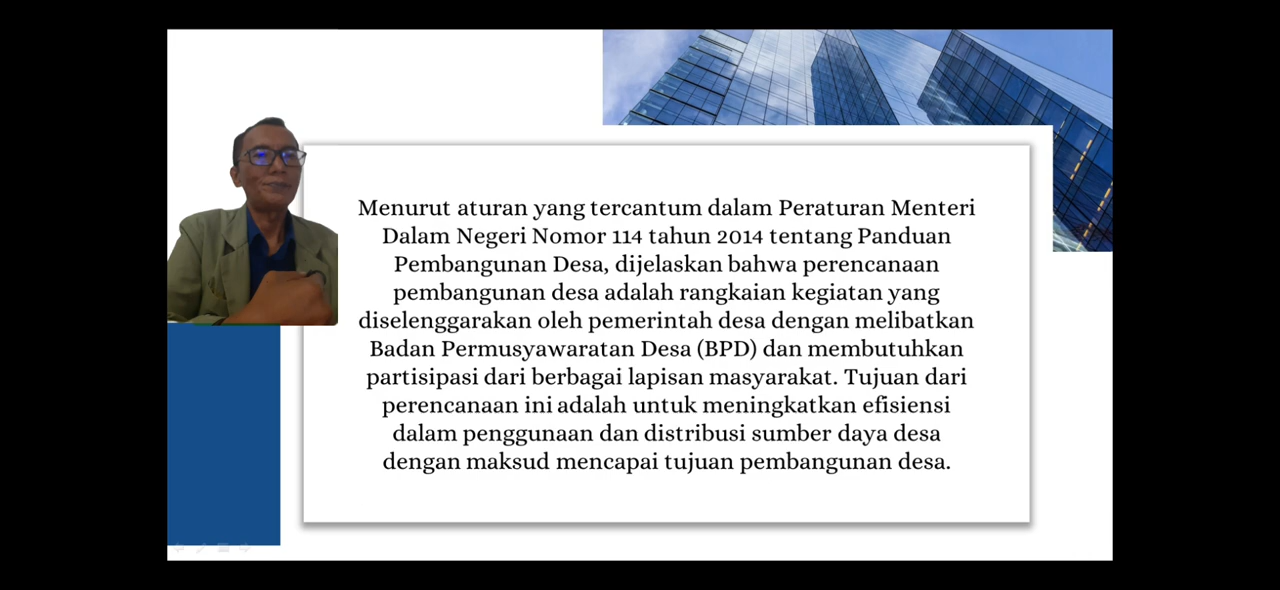 Menurut aturan yang tercantum dalam Peraturan Menteri
Dalam Negeri Nomor 114 tahun 2014 tentang Panduan
Pembangunan Desa, dijelaskan bahwa perencanaan
pembangunan desa adalah rangkaian kegiatan yang
diselenggarakan oleh pemerintah desa dengan melibatkan
Badan Permusyawaratan Desa (BPD) dan membutuhkan
partisipasi dari berbagai lapisan masyarakat. Tujuan dari
perencanaan ini adalah untuk meningkatkan efisiensi
dalam penggunaan dan distribusi sumber daya desa
dengan maksud mencapai tujuan pembangunan desa.